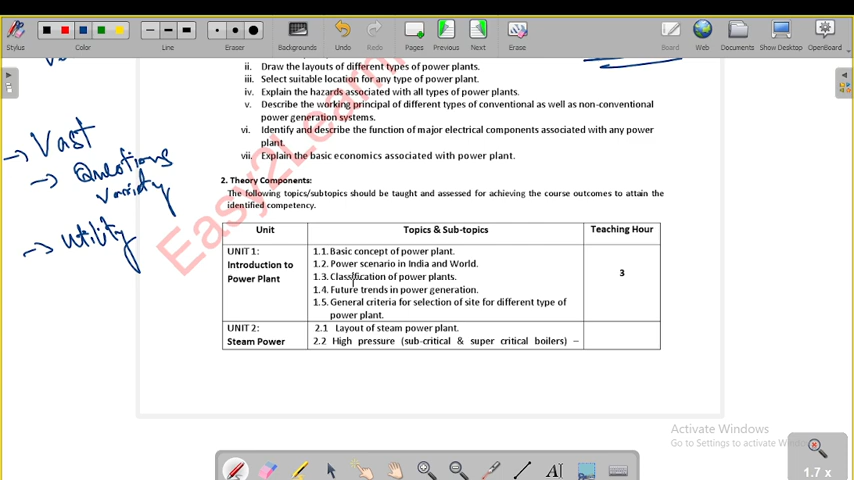 Stylus
Color
Line
Eraser
Backgrounds
Undo
Redo
Pages
Previous
Next
Erase
Board
Web
Documents
Show Desktop
OpenBoard
ii. Draw the layouts of different types of power plants.
iii. Select suitable location for any type of power plant.
iv. Explain the hazards associated with all types of power plants.
v. Describe the working principal of different types of conventional as well as non-conventional
power generation systems.
vi. Identify and describe the function of major electrical components associated with any power
plant.
vii. Explain the basic economics associated with power plant.
→ Vast
→ Questions
Variety
→ Utility
Easy2Learn
2. Theory Components:
The following topics/subtopics should be taught and assessed for achieving the course outcomes to attain the
identified competency.
Unit
Topics & Sub-topics
Teaching Hour
UNIT 1:
Introduction to
Power Plant
1.1. Basic concept of power plant.
1.2. Power scenario in India and World.
1.3. Classification of power plants.
1.4. Future trends in power generation.
1.5. General criteria for selection of site for different type of
power plant.
3
UNIT 2:
Steam Power
2.1 Layout of steam power plant.
2.2 High pressure (sub-critical & super critical boilers) –
Activate Windows
Go to Settings to activate Windows
1.7 x